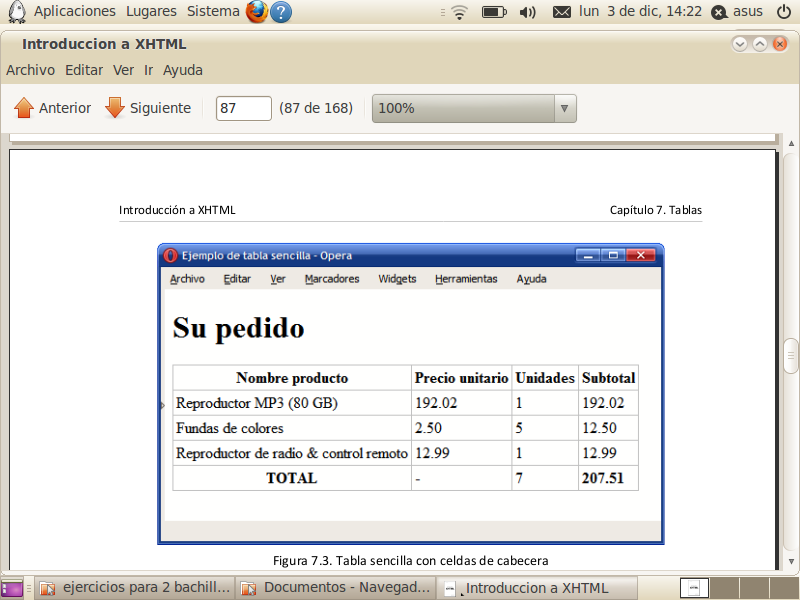 Aplicaciones Lugares Sistema ? lun 3 de dic, 14:22 asus
Introduccion a XHTML
Archivo Editar Ver Ir Ayuda
Anterior Siguiente 87 (87 de 168) 100%
Introducción a XHTML Capítulo 7. Tablas
Ejemplo de tabla sencilla - Opera
Archivo Editar Ver Marcadores Widgets Herramientas Ayuda
Su pedido
Nombre producto Precio unitario Unidades Subtotal
Reproductor MP3 (80 GB) 192.02 1 192.02
Fundas de colores 2.50 5 12.50
Reproductor de radio & control remoto 12.99 1 12.99
TOTAL - 7 207.51
Figura 7.3. Tabla sencilla con celdas de cabecera
ejercicios para 2 bachill... Documentos - Navegad... Introduccion a XHTML